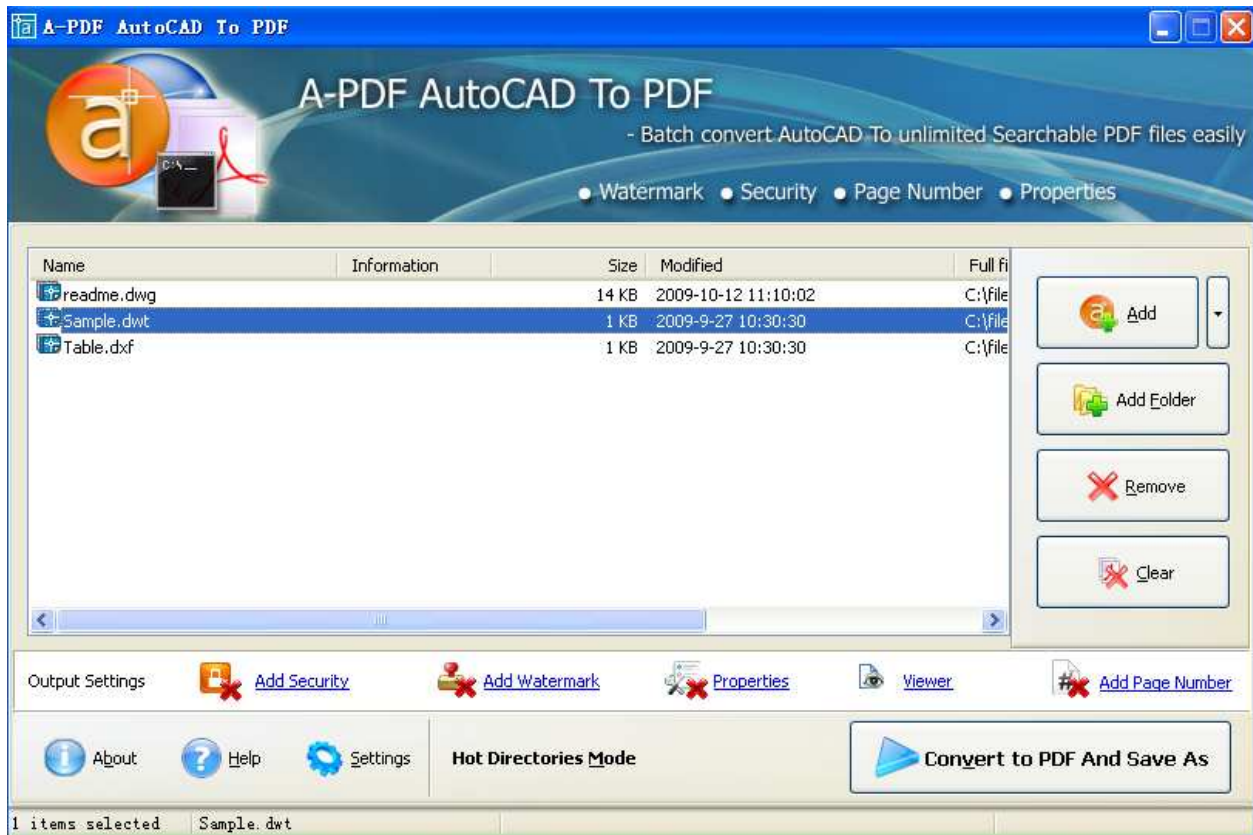 A-PDF AutoCAD To PDF
A-PDF AutoCAD To PDF
- Batch convert AutoCAD To unlimited Searchable PDF files easily
Watermark Security Page Number Properties
Name Information Size Modified Full fi
readme.dwg 14 KB 2009-10-12 11:10:02 C:\file
Sample.dwt 1 KB 2009-9-27 10:30:30 C:\file
Table.dxf 1 KB 2009-9-27 10:30:30 C:\file
Add
Add Folder
Remove
Clear
Output Settings Add Security Add Watermark Properties Viewer Add Page Number
About Help Settings Hot Directories Mode Convert to PDF And Save As
1 items selected Sample.dwt